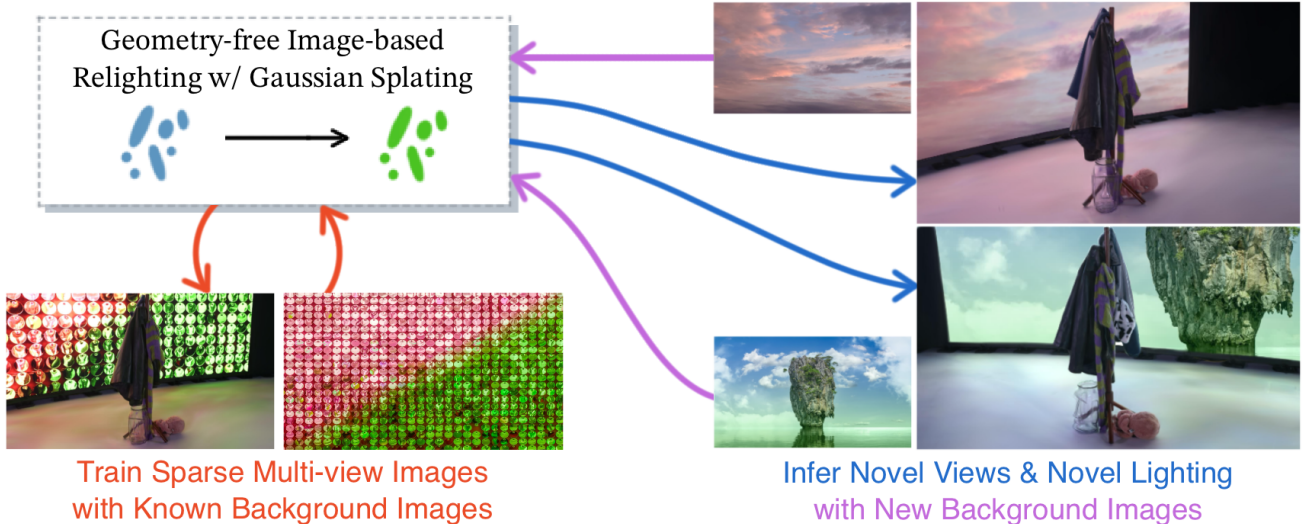 Geometry-free Image-based
Relighting w/ Gaussian Splating
Train Sparse Multi-view Images
with Known Background Images
Infer Novel Views & Novel Lighting
with New Background Images